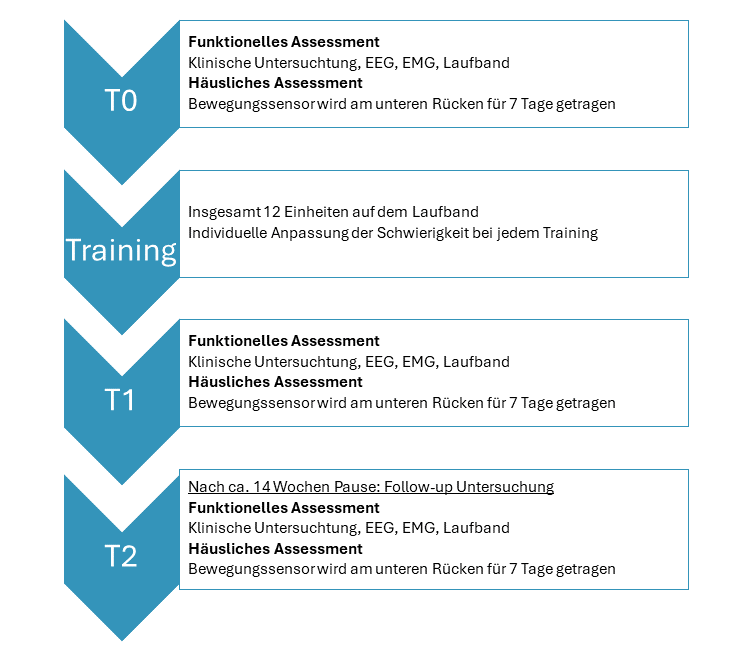 T0
Funktionelles Assessment
Klinische Untersuchtung, EEG, EMG, Laufband
Häusliches Assessment
Bewegungssensor wird am unteren Rücken für 7 Tage getragen
Training
Insgesamt 12 Einheiten auf dem Laufband
Individuelle Anpassung der Schwierigkeit bei jedem Training
T1
Funktionelles Assessment
Klinische Untersuchtung, EEG, EMG, Laufband
Häusliches Assessment
Bewegungssensor wird am unteren Rücken für 7 Tage getragen
T2
Nach ca. 14 Wochen Pause: Follow-up Untersuchung
Funktionelles Assessment
Klinische Untersuchtung, EEG, EMG, Laufband
Häusliches Assessment
Bewegungssensor wird am unteren Rücken für 7 Tage getragen